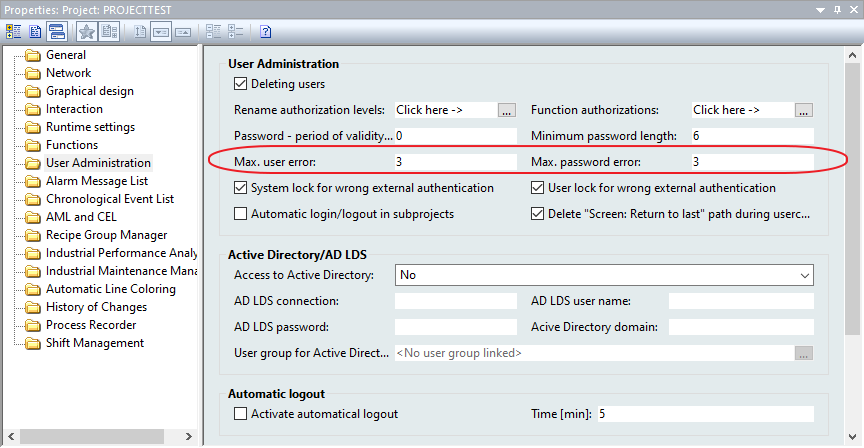 Properties: Project: PROJECTTEST
General
Network
Graphical design
Interaction
Runtime settings
Functions
User Administration
Alarm Message List
Chronological Event List
AML and CEL
Recipe Group Manager
Industrial Performance Analy
Industrial Maintenance Mana
Automatic Line Coloring
History of Changes
Process Recorder
Shift Management
User Administration
Deleting users
Rename authorization levels: Click here -> ... Function authorizations: Click here -> ...
Password - period of validity... 0 Minimum password length: 6
Max. user error: 3 Max. password error: 3
System lock for wrong external authentication User lock for wrong external authentication
Automatic login/logout in subprojects Delete "Screen: Return to last" path during userc...
Active Directory/AD LDS
Access to Active Directory: No
AD LDS connection: AD LDS user name:
AD LDS password: Acive Directory domain:
User group for Active Direct... <No user group linked> ...
Automatic logout
Activate automatical logout Time [min]: 5